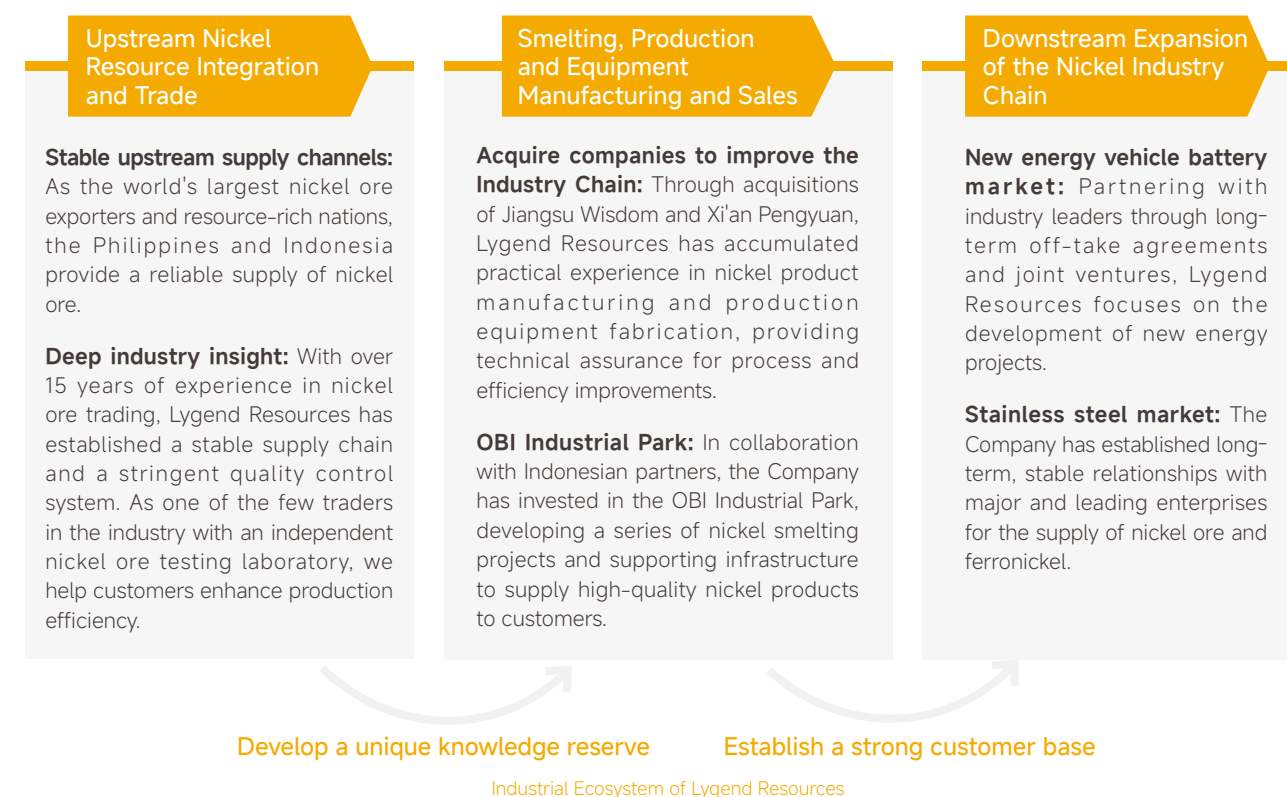 Upstream Nickel
Resource Integration
and Trade
Stable upstream supply channels:
As the world's largest nickel ore
exporters and resource-rich nations,
the Philippines and Indonesia
provide a reliable supply of nickel
ore.
Deep industry insight: With over
15 years of experience in nickel
ore trading, Lygend Resources has
established a stable supply chain
and a stringent quality control
system. As one of the few traders
in the industry with an independent
nickel ore testing laboratory, we
help customers enhance production
efficiency.
Smelting, Production
and Equipment
Manufacturing and Sales
Acquire companies to improve the
Industry Chain: Through acquisitions
of Jiangsu Wisdom and Xi'an Pengyuan,
Lygend Resources has accumulated
practical experience in nickel product
manufacturing and production
equipment fabrication, providing
technical assurance for process and
efficiency improvements.
OBI Industrial Park: In collaboration
with Indonesian partners, the Company
has invested in the OBI Industrial Park,
developing a series of nickel smelting
projects and supporting infrastructure
to supply high-quality nickel products
to customers.
Downstream Expansion
of the Nickel Industry
Chain
New energy vehicle battery
market: Partnering with
industry leaders through long-
term off-take agreements
and joint ventures, Lygend
Resources focuses on the
development of new energy
projects.
Stainless steel market: The
Company has established long-
term, stable relationships with
major and leading enterprises
for the supply of nickel ore and
ferronickel.
Develop a unique knowledge reserve
Establish a strong customer base
Industrial Ecosystem of Lygend Resources